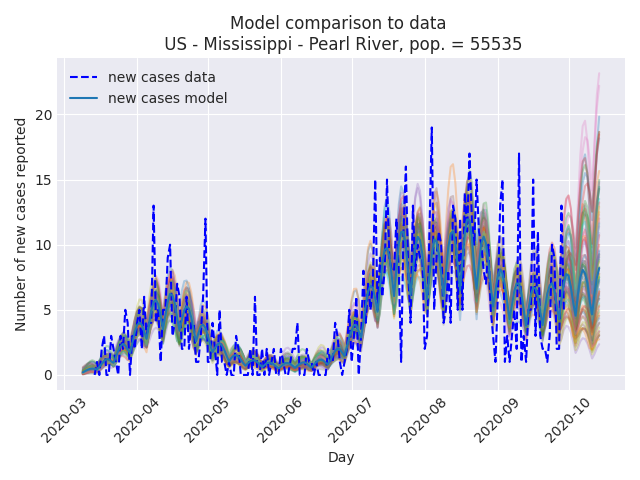 Model comparison to data
US - Mississippi - Pearl River, pop. = 55535
new cases data
new cases model
Number of new cases reported
20
15
10
5
0
2020-03
2020-04
2020-05
2020-06
2020-07
2020-08
2020-09
2020-10
Day